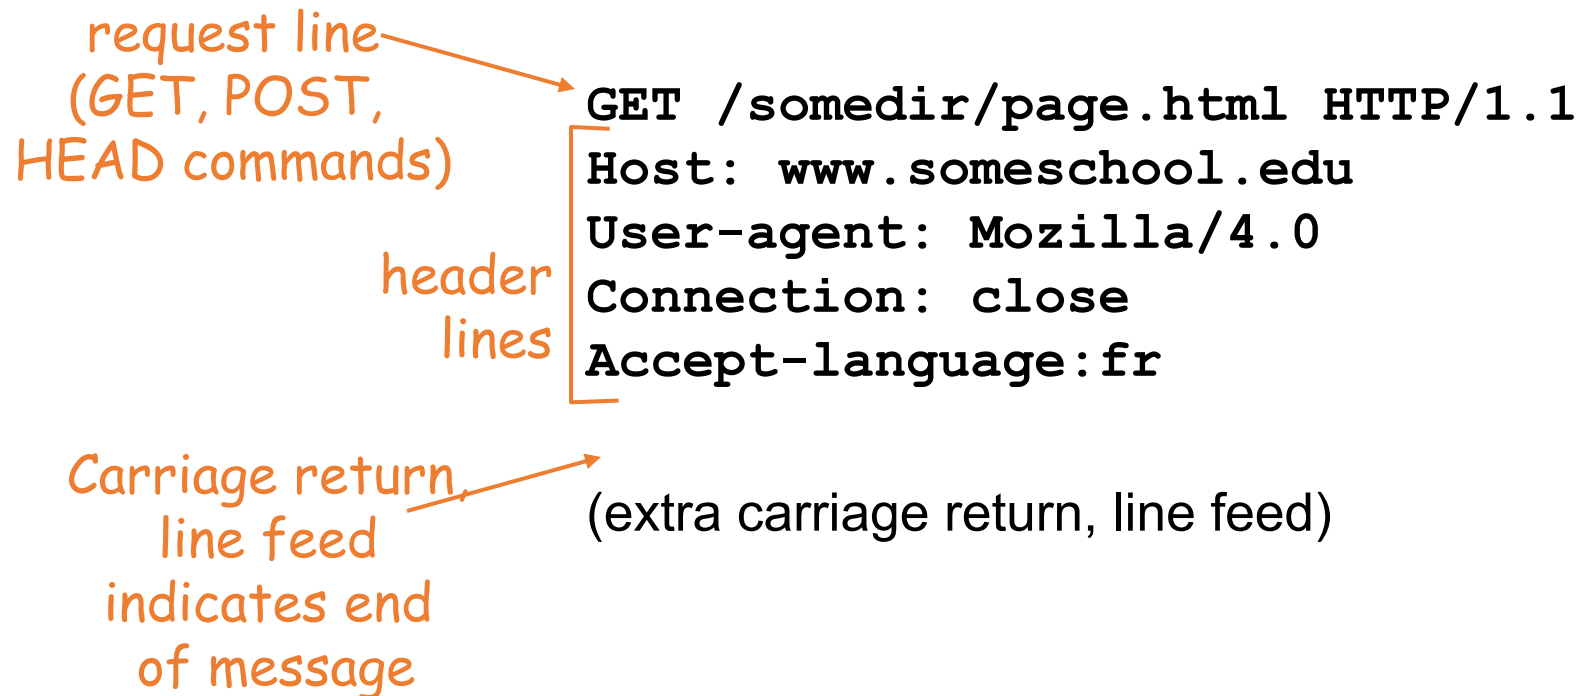 request line
(GET, POST,
HEAD commands)
GET /somedir/page.html HTTP/1.1
Host: www.someschool.edu
User-agent: Mozilla/4.0
Connection: close
Accept-language:fr
header
lines
Carriage return,
line feed
indicates end
of message
(extra carriage return, line feed)